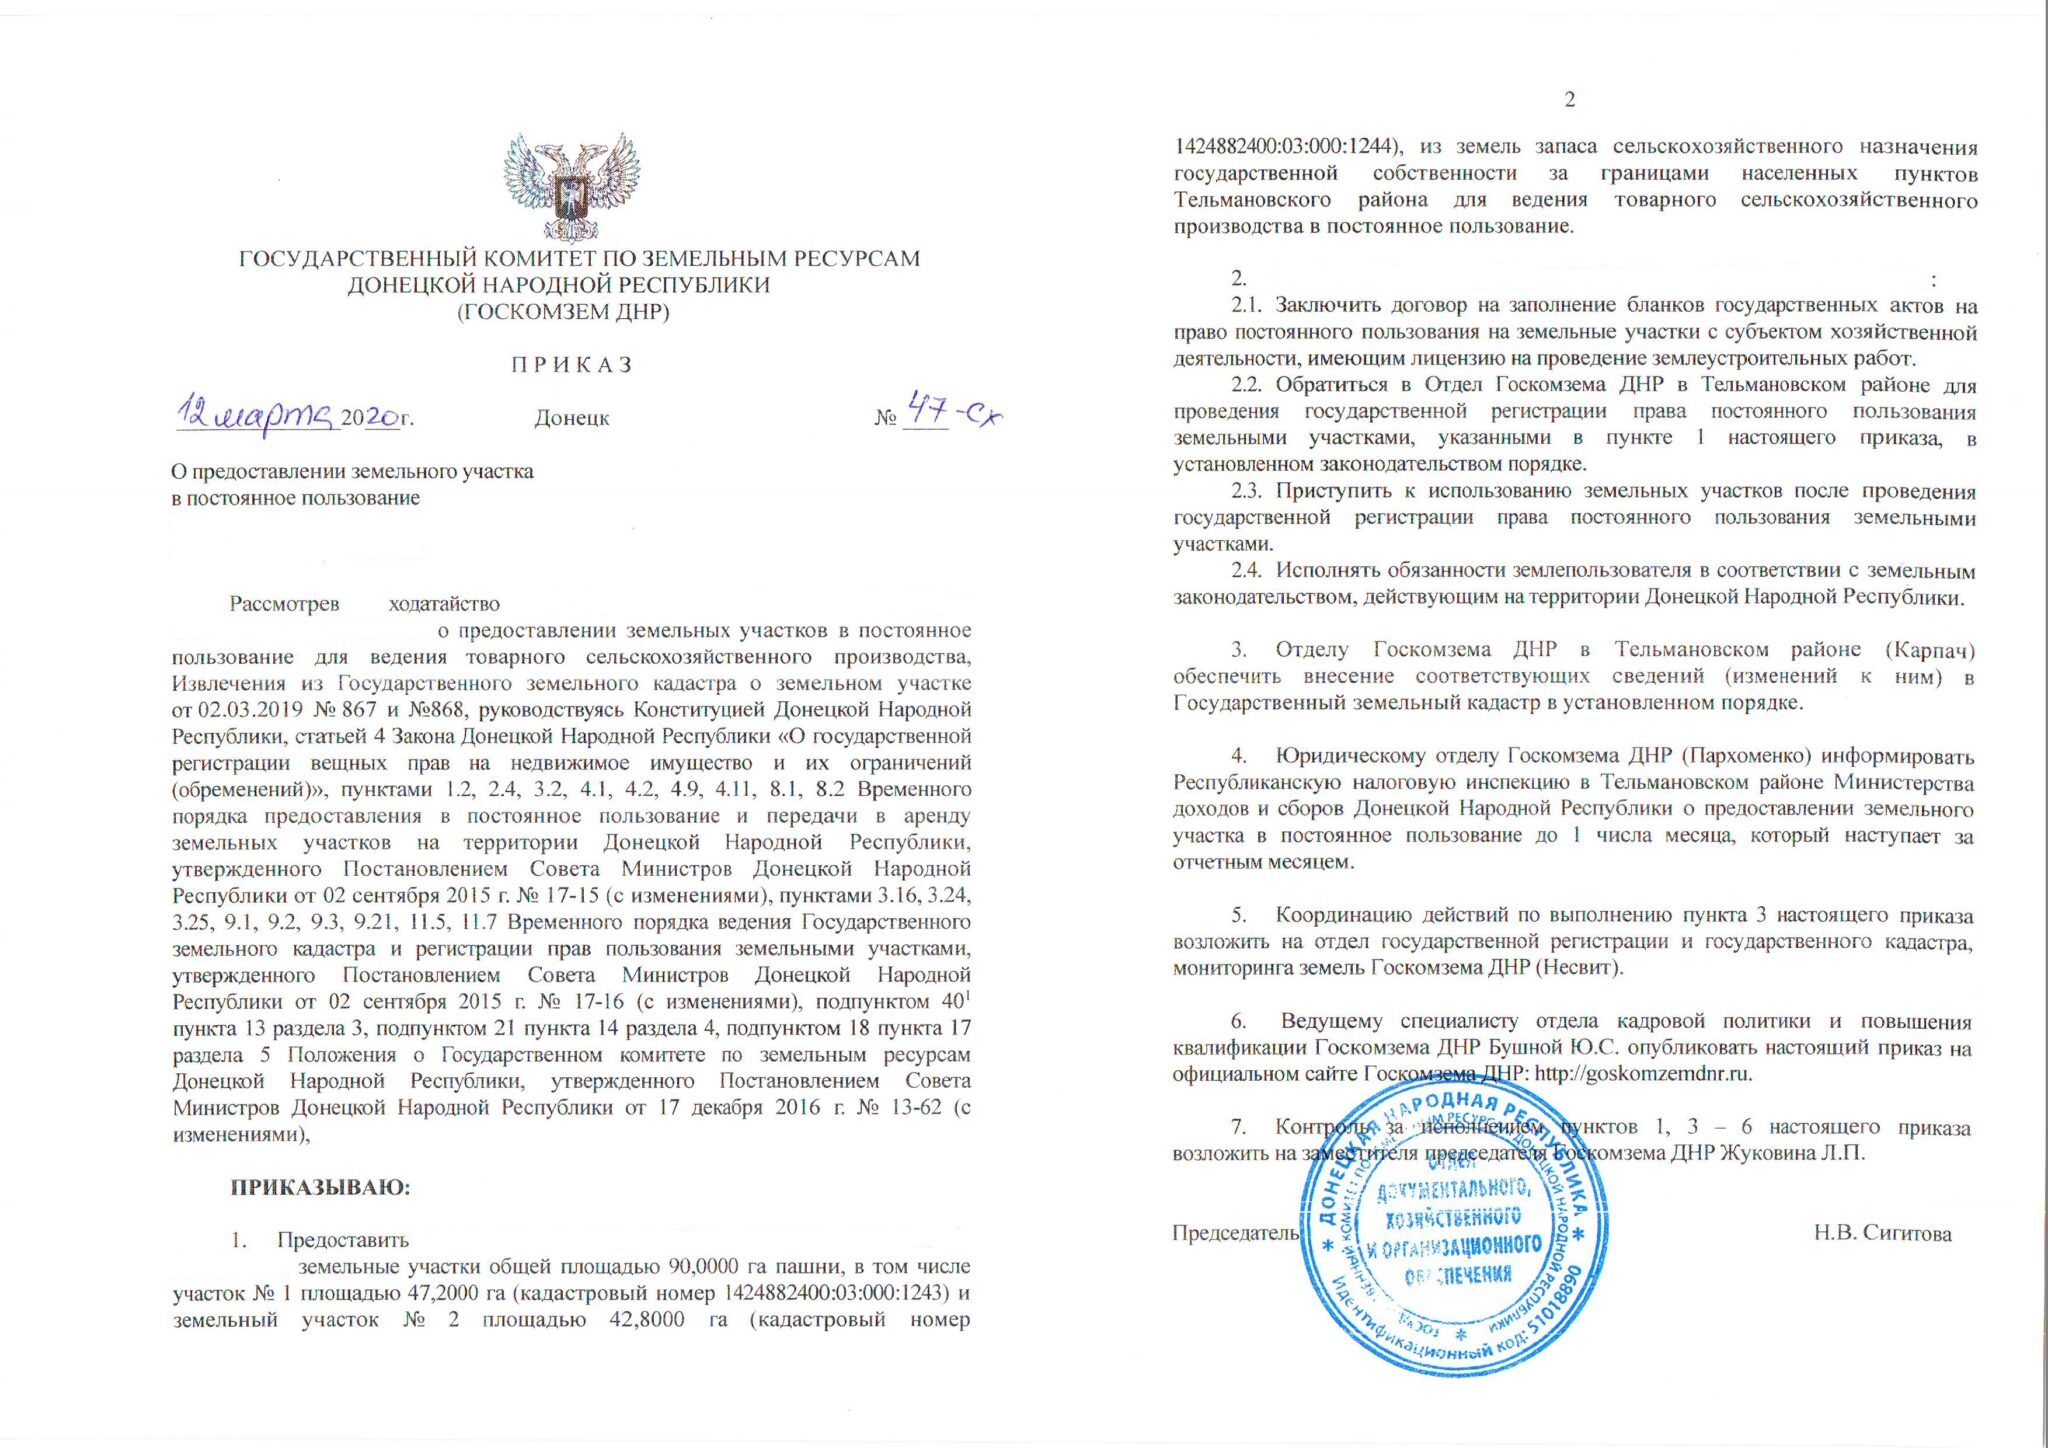 ГОСУДАРСТВЕННЫЙ КОМИТЕТ ПО ЗЕМЕЛЬНЫМ РЕСУРСАМ
ДОНЕЦКОЙ НАРОДНОЙ РЕСПУБЛИКИ
(ГОСКОМЗЕМ ДНР)
П Р И К А З
12 марта 2020 г. Донецк № 47-сх
О предоставлении земельного участка
в постоянное пользование
Рассмотрев ходатайство
о предоставлении земельных участков в постоянное
пользование для ведения товарного сельскохозяйственного производства,
Извлечения из Государственного земельного кадастра о земельном участке
от 02.03.2019 № 867 и №868, руководствуясь Конституцией Донецкой Народной
Республики, статьей 4 Закона Донецкой Народной Республики «О государственной
регистрации вещных прав на недвижимое имущество и их ограничений
(обременений)», пунктами 1.2, 2.4, 3.2, 4.1, 4.2, 4.9, 4.11, 8.1, 8.2 Временного
порядка предоставления в постоянное пользование и передачи в аренду
земельных участков на территории Донецкой Народной Республики,
утвержденного Постановлением Совета Министров Донецкой Народной
Республики от 02 сентября 2015 г. № 17-15 (с изменениями), пунктами 3.16, 3.24,
3.25, 9.1, 9.2, 9.3, 9.21, 11.5, 11.7 Временного порядка ведения Государственного
земельного кадастра и регистрации прав пользования земельными участками,
утвержденного Постановлением Совета Министров Донецкой Народной
Республики от 02 сентября 2015 г. № 17-16 (с изменениями), подпунктом 40¹
пункта 13 раздела 3, подпунктом 21 пункта 14 раздела 4, подпунктом 18 пункта 17
раздела 5 Положения о Государственном комитете по земельным ресурсам
Донецкой Народной Республики, утвержденного Постановлением Совета
Министров Донецкой Народной Республики от 17 декабря 2016 г. № 13-62 (с
изменениями),
ПРИКАЗЫВАЮ:
1. Предоставить
земельные участки общей площадью 90,0000 га пашни, в том числе
участок № 1 площадью 47,2000 га (кадастровый номер 1424882400:03:000:1243) и
земельный участок № 2 площадью 42,8000 га (кадастровый номер
2
1424882400:03:000:1244), из земель запаса сельскохозяйственного назначения
государственной собственности за границами населенных пунктов
Тельмановского района для ведения товарного сельскохозяйственного
производства в постоянное пользование.
2. :
2.1. Заключить договор на заполнение бланков государственных актов на
право постоянного пользования на земельные участки с субъектом хозяйственной
деятельности, имеющим лицензию на проведение землеустроительных работ.
2.2. Обратиться в Отдел Госкомзема ДНР в Тельмановском районе для
проведения государственной регистрации права постоянного пользования
земельными участками, указанными в пункте 1 настоящего приказа, в
установленном законодательством порядке.
2.3. Приступить к использованию земельных участков после проведения
государственной регистрации права постоянного пользования земельными
участками.
2.4. Исполнять обязанности землепользователя в соответствии с земельным
законодательством, действующим на территории Донецкой Народной Республики.
3. Отделу Госкомзема ДНР в Тельмановском районе (Карпач)
обеспечить внесение соответствующих сведений (изменений к ним) в
Государственный земельный кадастр в установленном порядке.
4. Юридическому отделу Госкомзема ДНР (Пархоменко) информировать
Республиканскую налоговую инспекцию в Тельмановском районе Министерства
доходов и сборов Донецкой Народной Республики о предоставлении земельного
участка в постоянное пользование до 1 числа месяца, который наступает за
отчетным месяцем.
5. Координацию действий по выполнению пункта 3 настоящего приказа
возложить на отдел государственной регистрации и государственного кадастра,
мониторинга земель Госкомзема ДНР (Несвит).
6. Ведущему специалисту отдела кадровой политики и повышения
квалификации Госкомзема ДНР Бушной Ю.С. опубликовать настоящий приказ на
официальном сайте Госкомзема ДНР: http://goskomzemdnr.ru.
7. Контроль за исполнением пунктов 1, 3 – 6 настоящего приказа
возложить на заместителя председателя Госкомзема ДНР Жуковина Л.П.
Председатель Н.В. Сигитова
* ДОНЕЦКАЯ НАРОДНАЯ РЕСПУБЛИКА *
Идентификационный код: 51018890
ДОНЕЦКОЙ НАРОДНОЙ РЕСПУБЛИКИ *
ОТДЕЛ
ДОКУМЕНТАЛЬНОГО,
ХОЗЯЙСТВЕННОГО
И ОРГАНИЗАЦИОННОГО
ОБЕСПЕЧЕНИЯ